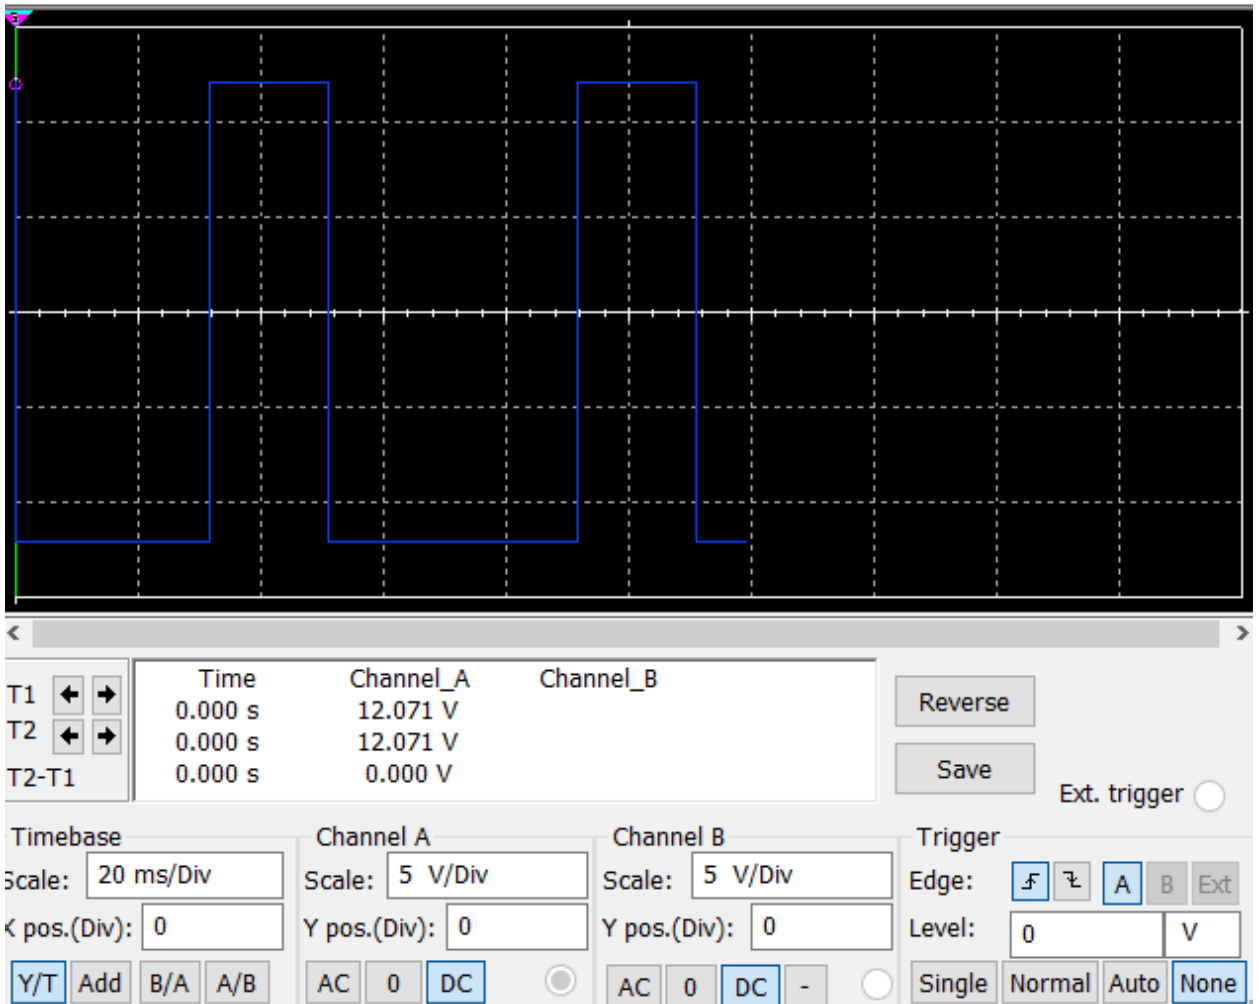 Time Channel_A Channel_B
T1 0.000 s 12.071 V
T2 0.000 s 12.071 V
T2-T1 0.000 s 0.000 V
Reverse
Save
Ext. trigger
Timebase
Scale: 20 ms/Div
X pos.(Div): 0
Y/T Add B/A A/B
Channel A
Scale: 5 V/Div
Y pos.(Div): 0
AC 0 DC
Channel B
Scale: 5 V/Div
Y pos.(Div): 0
AC 0 DC -
Trigger
Edge: A B Ext
Level: 0 V
Single Normal Auto None